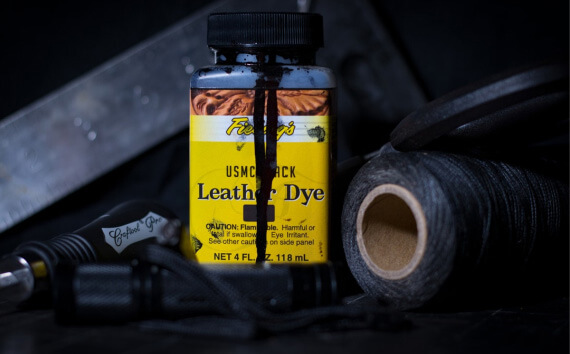 Fiebing's
USMC BLACK
Leather Dye
CAUTION: Flammable. Harmful or
fatal if swallowed. Eye Irritant.
See other caution on side panel
NET 4 FL. OZ. 118 mL